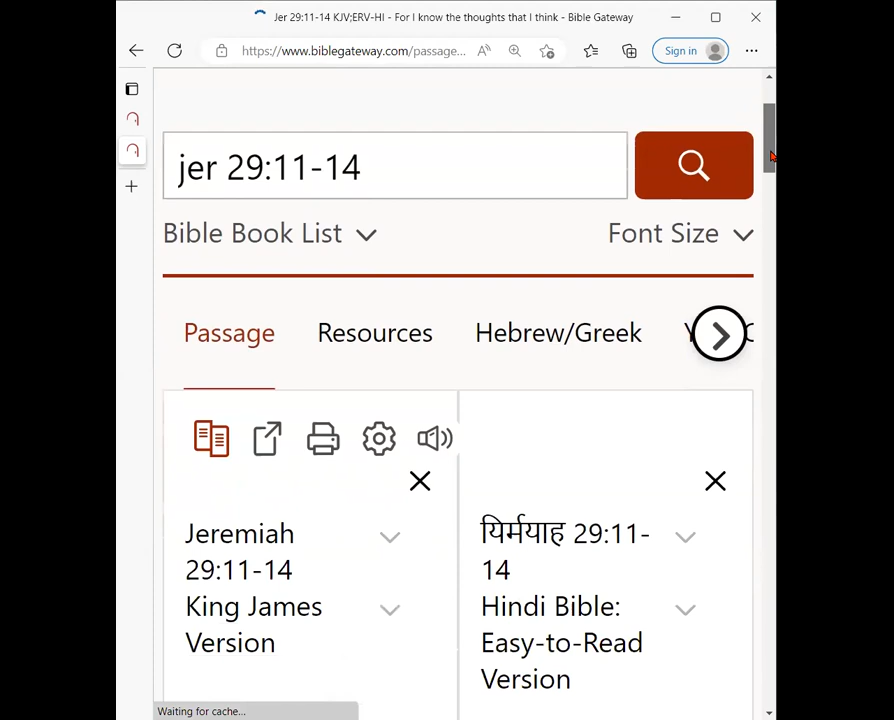 Jer 29:11-14 KJV;ERV-HI - For I know the thoughts that I think - Bible Gateway
https://www.biblegateway.com/passage...
Sign in
jer 29:11-14
Bible Book List
Font Size
Passage
Resources
Hebrew/Greek
Jeremiah
29:11-14
King James
Version
यिर्मयाह 29:11-
14
Hindi Bible:
Easy-to-Read
Version
Waiting for cache...